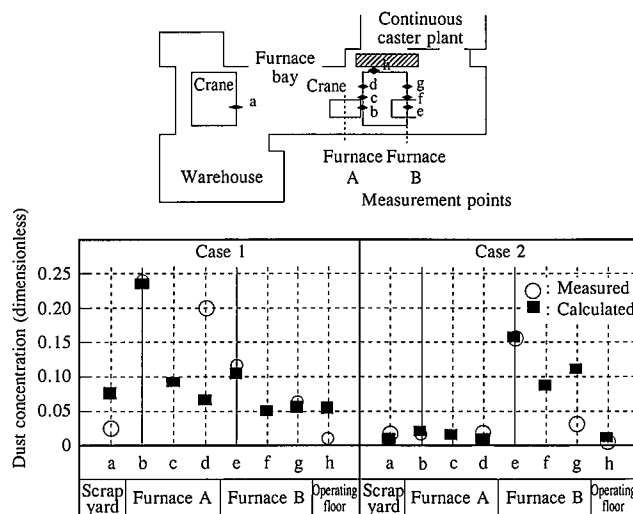 Continuous
caster plant
Furnace
bay
h
Crane
a
Crane
d
g
c
f
b
e
Furnace Furnace
A B
Warehouse
Measurement points
Dust concentration (dimensionless)
Case 1
Case 2
0.25
0.20
0.15
0.10
0.05
0
: Measured
: Calculated
a b c d e f g h a b c d e f g h
Scrap yard
Furnace A
Furnace B
Operating floor
Scrap yard
Furnace A
Furnace B
Operating floor